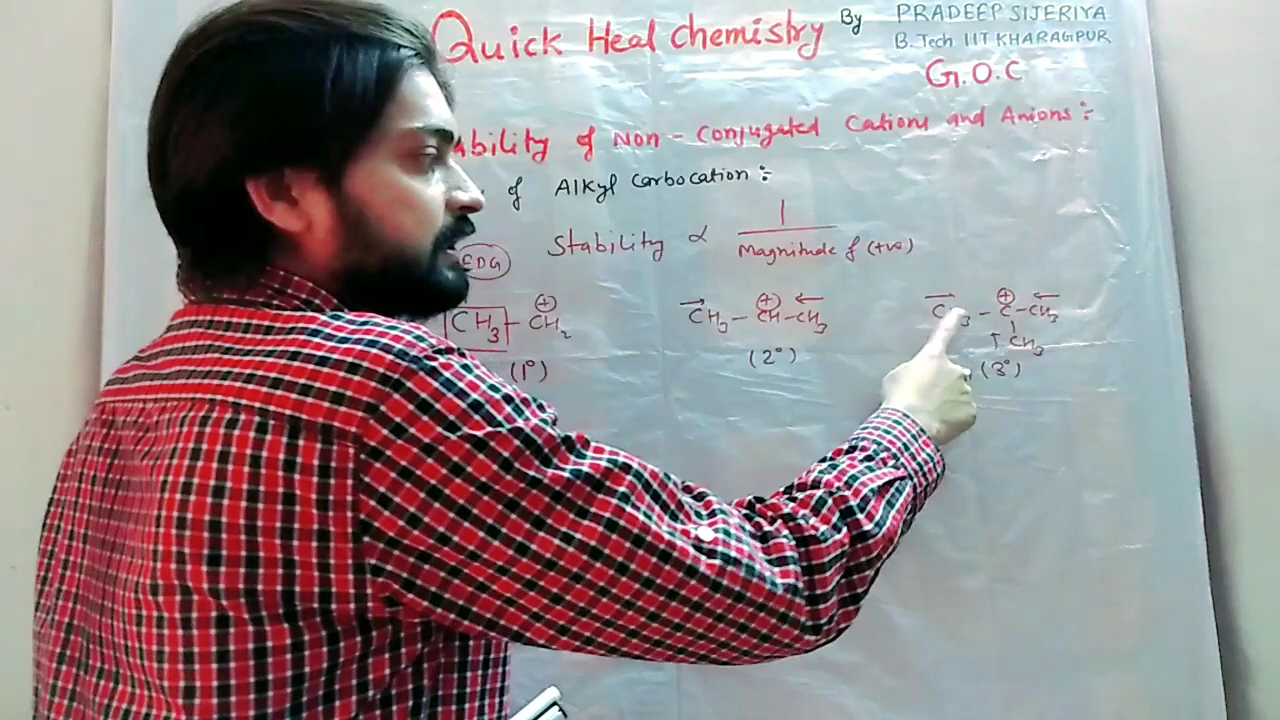 Quick Heal chemistry By PRADEEP SIJERIYA
B.Tech IIT KHARAGPUR
G.O.C
ability of Non-Conjugated Cations and Anions :-
of Alkyl Carbocation :-
Stability ∝ 1 / Magnitude of (+ve)
EDG
CH3 - CH2 ⊕
CH3 - CH - CH3 ⊕
CH3 - C - CH3 ⊕
CH3
(1°) (2°) (3°)